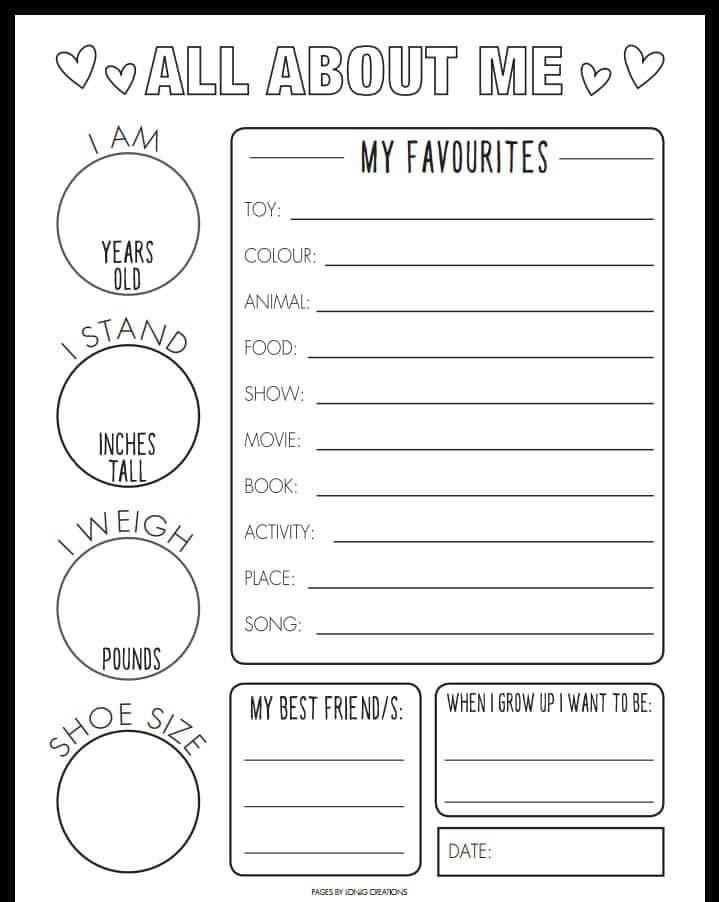 ALL ABOUT ME
I AM
YEARS
OLD
I STAND
INCHES
TALL
I WEIGH
POUNDS
SHOE SIZE
MY FAVOURITES
TOY:
COLOUR:
ANIMAL:
FOOD:
SHOW:
MOVIE:
BOOK:
ACTIVITY:
PLACE:
SONG:
MY BEST FRIEND/S:
WHEN I GROW UP I WANT TO BE:
DATE:
PAGES BY LONJG CREATIONS